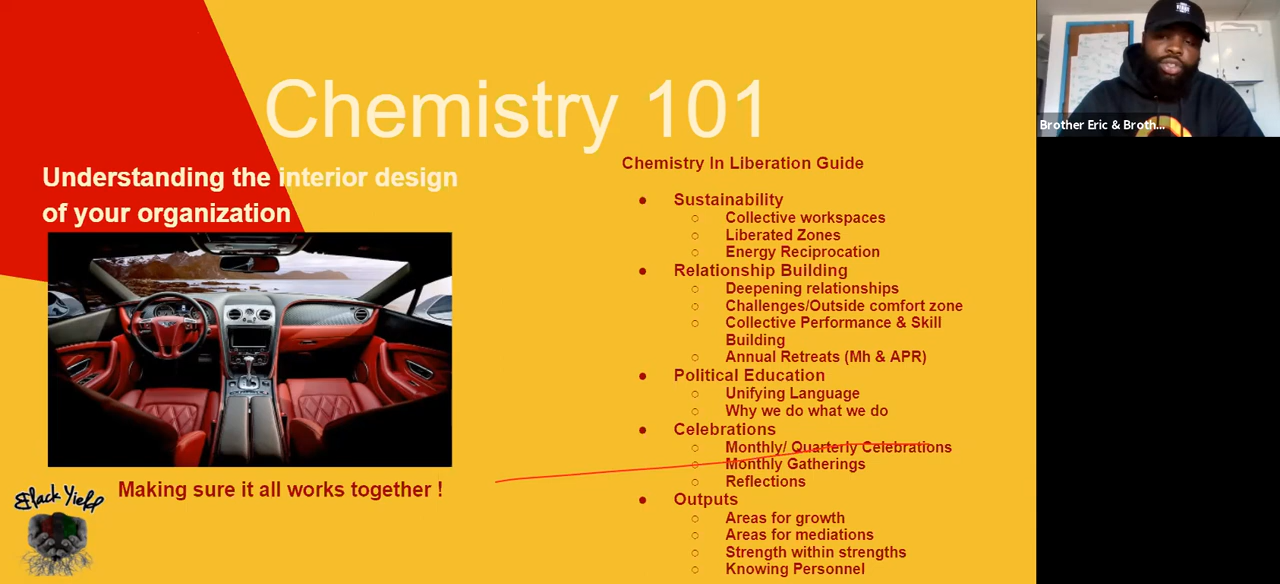 Chemistry 101
Understanding the interior design
of your organization
Making sure it all works together !
Black Yield
Chemistry In Liberation Guide
● Sustainability
○ Collective workspaces
○ Liberated Zones
○ Energy Reciprocation
● Relationship Building
○ Deepening relationships
○ Challenges/Outside comfort zone
○ Collective Performance & Skill
Building
○ Annual Retreats (Mh & APR)
● Political Education
○ Unifying Language
○ Why we do what we do
● Celebrations
○ Monthly/ Quarterly Celebrations
○ Monthly Gatherings
○ Reflections
● Outputs
○ Areas for growth
○ Areas for mediations
○ Strength within strengths
○ Knowing Personnel
Brother Eric & Broth...